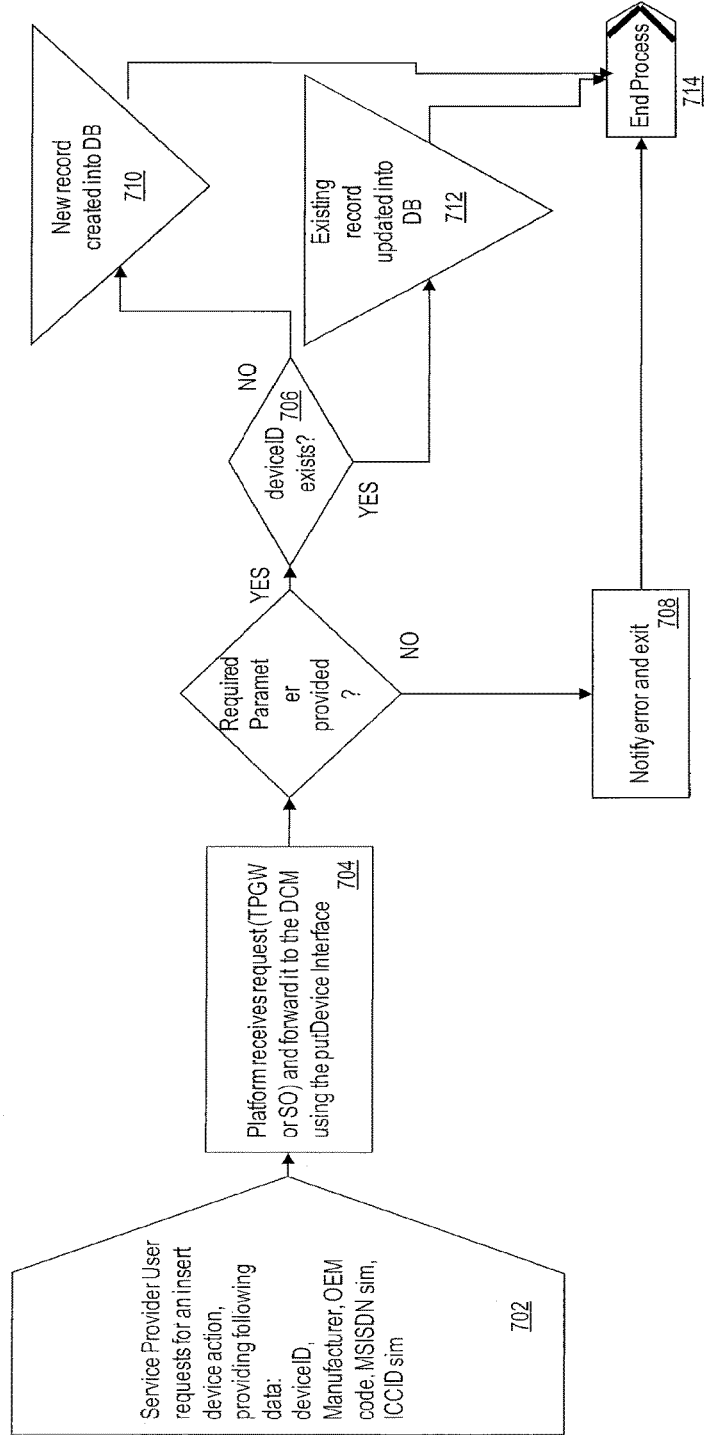 Service Provider User
requests for an insert
device action,
providing following
data:
deviceID,
Manufacturer, OEM
code, MSISDN sim,
ICCID sim
702
Platform receives request (TPGW
or SO) and forward it to the DCM
using the putDevice Interface
704
Required
Paramet
er
provided
?
YES
NO
deviceID
706
exists?
NO
YES
Notify error and exit
708
New record
created into DB
710
Existing
record
updated into
DB
712
End Process
714